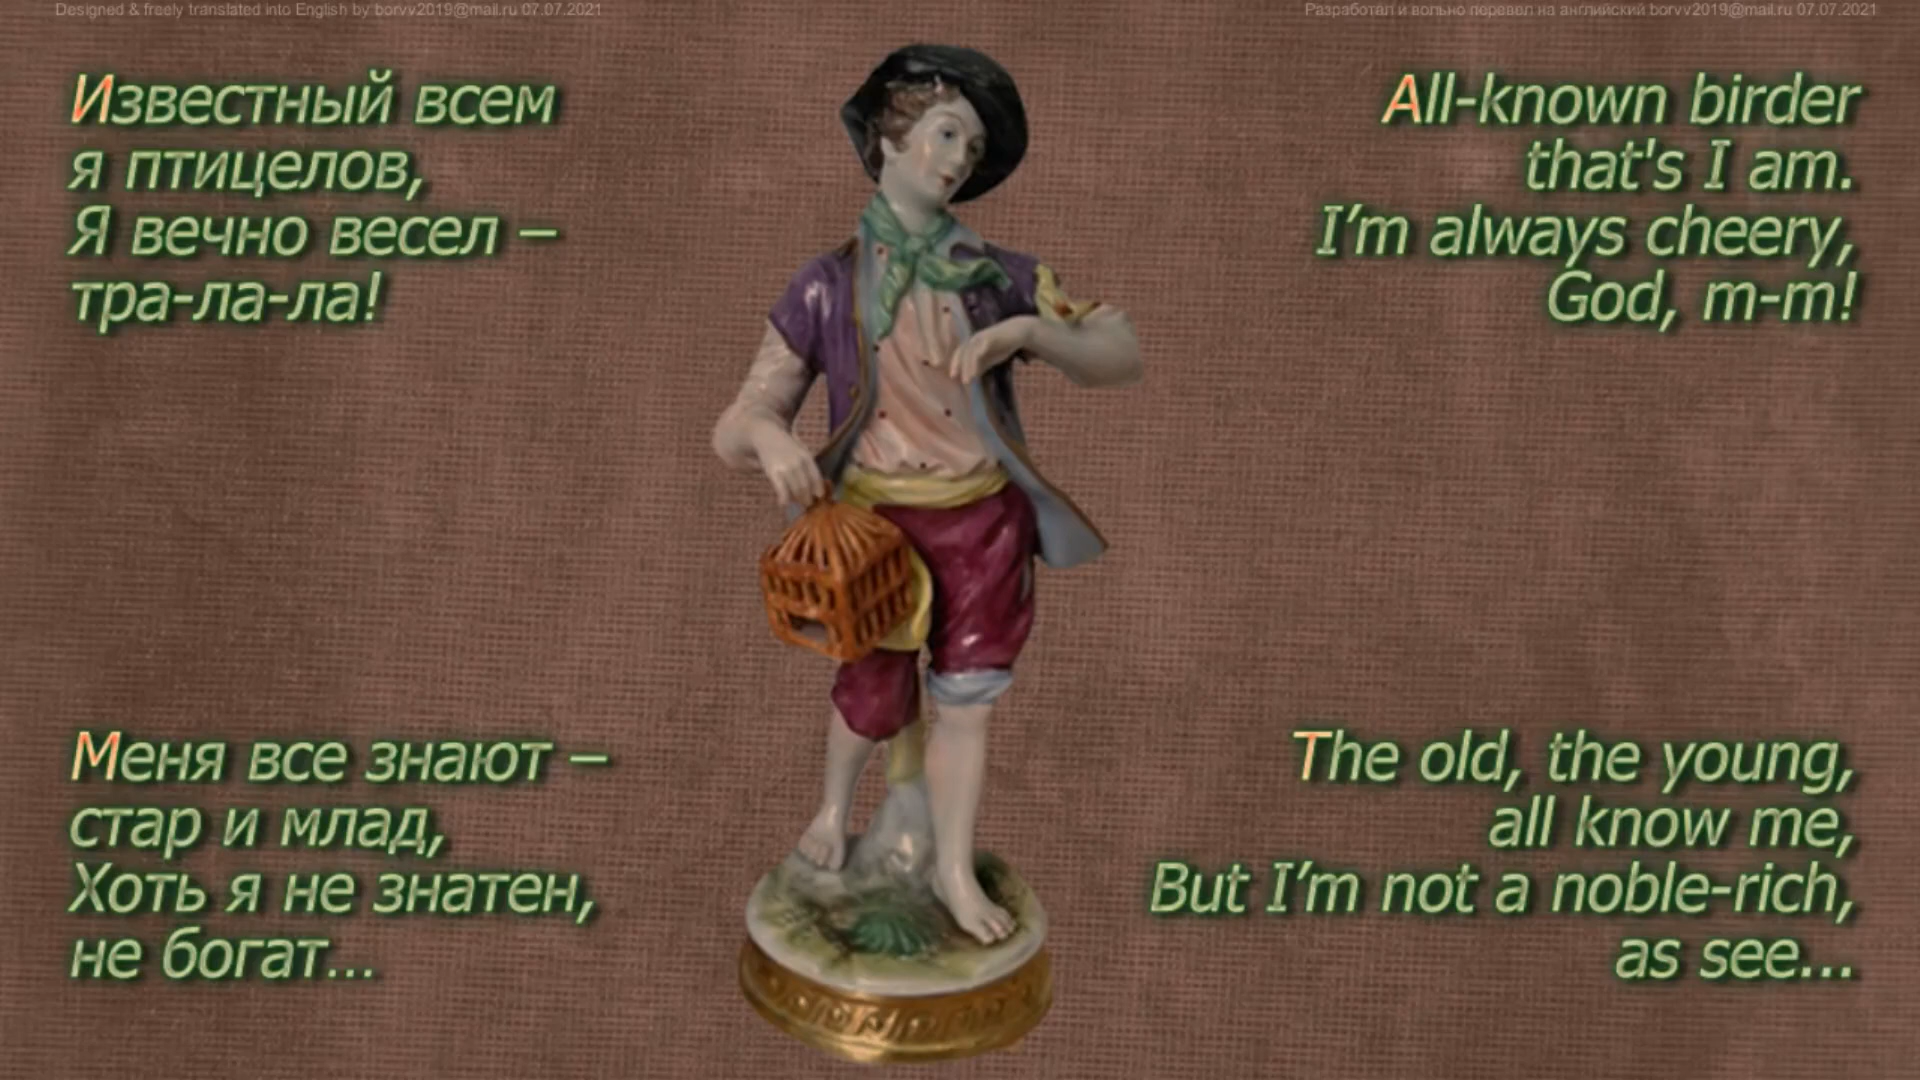 Designed & freely translated into English by borvv2019@mail.ru 07.07.2021
Разработал и вольно перевел на английский borvv2019@mail.ru 07.07.2021
Известный всем
я птицелов,
Я вечно весел –
тра-ла-ла!
All-known birder
that's I am.
I’m always cheery,
God, m-m!
Меня все знают –
стар и млад,
Хоть я не знатен,
не богат...
The old, the young,
all know me,
But I’m not a noble-rich,
as see...